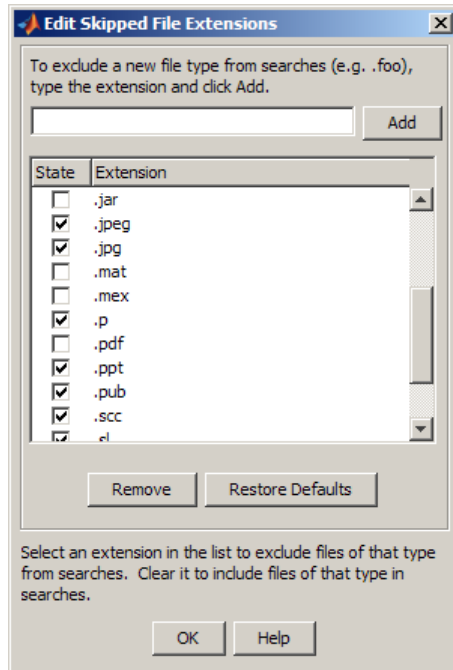 Edit Skipped File Extensions
To exclude a new file type from searches (e.g. .foo),
type the extension and click Add.
Add
State Extension
.jar
.jpeg
.jpg
.mat
.mex
.p
.pdf
.ppt
.pub
.scc
Remove Restore Defaults
Select an extension in the list to exclude files of that type
from searches. Clear it to include files of that type in
searches.
OK Help